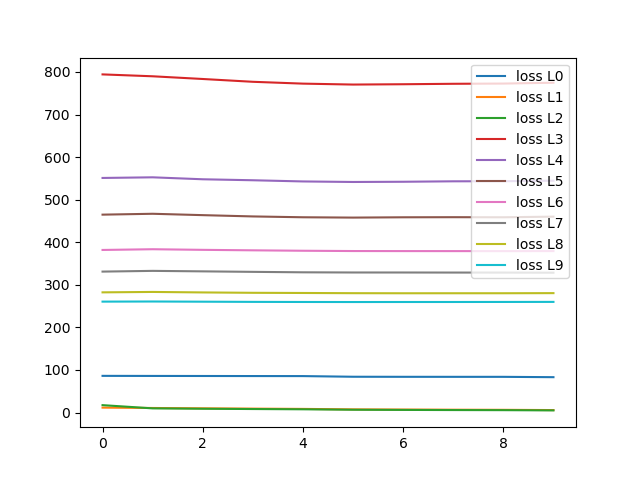 800
700
600
500
400
300
200
100
0
0 2 4 6 8
loss L0
loss L1
loss L2
loss L3
loss L4
loss L5
loss L6
loss L7
loss L8
loss L9